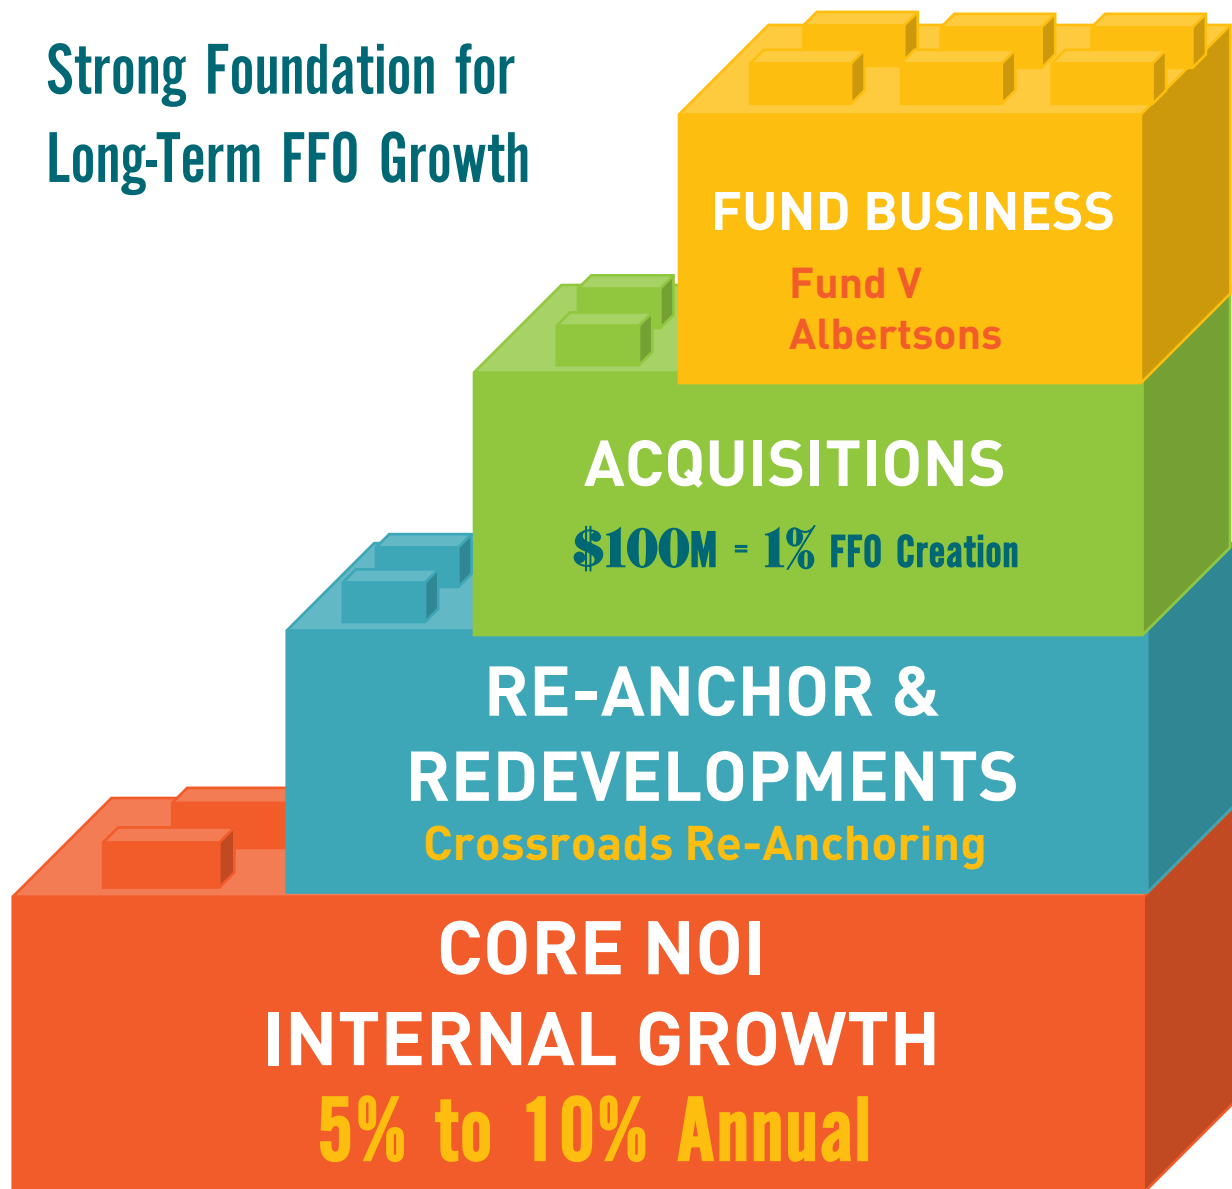 Strong Foundation for
Long-Term FFO Growth
FUND BUSINESS
Fund V
Albertsons
ACQUISITIONS
$100M = 1% FFO Creation
RE-ANCHOR &
REDEVELOPMENTS
Crossroads Re-Anchoring
CORE NOI
INTERNAL GROWTH
5% to 10% Annual